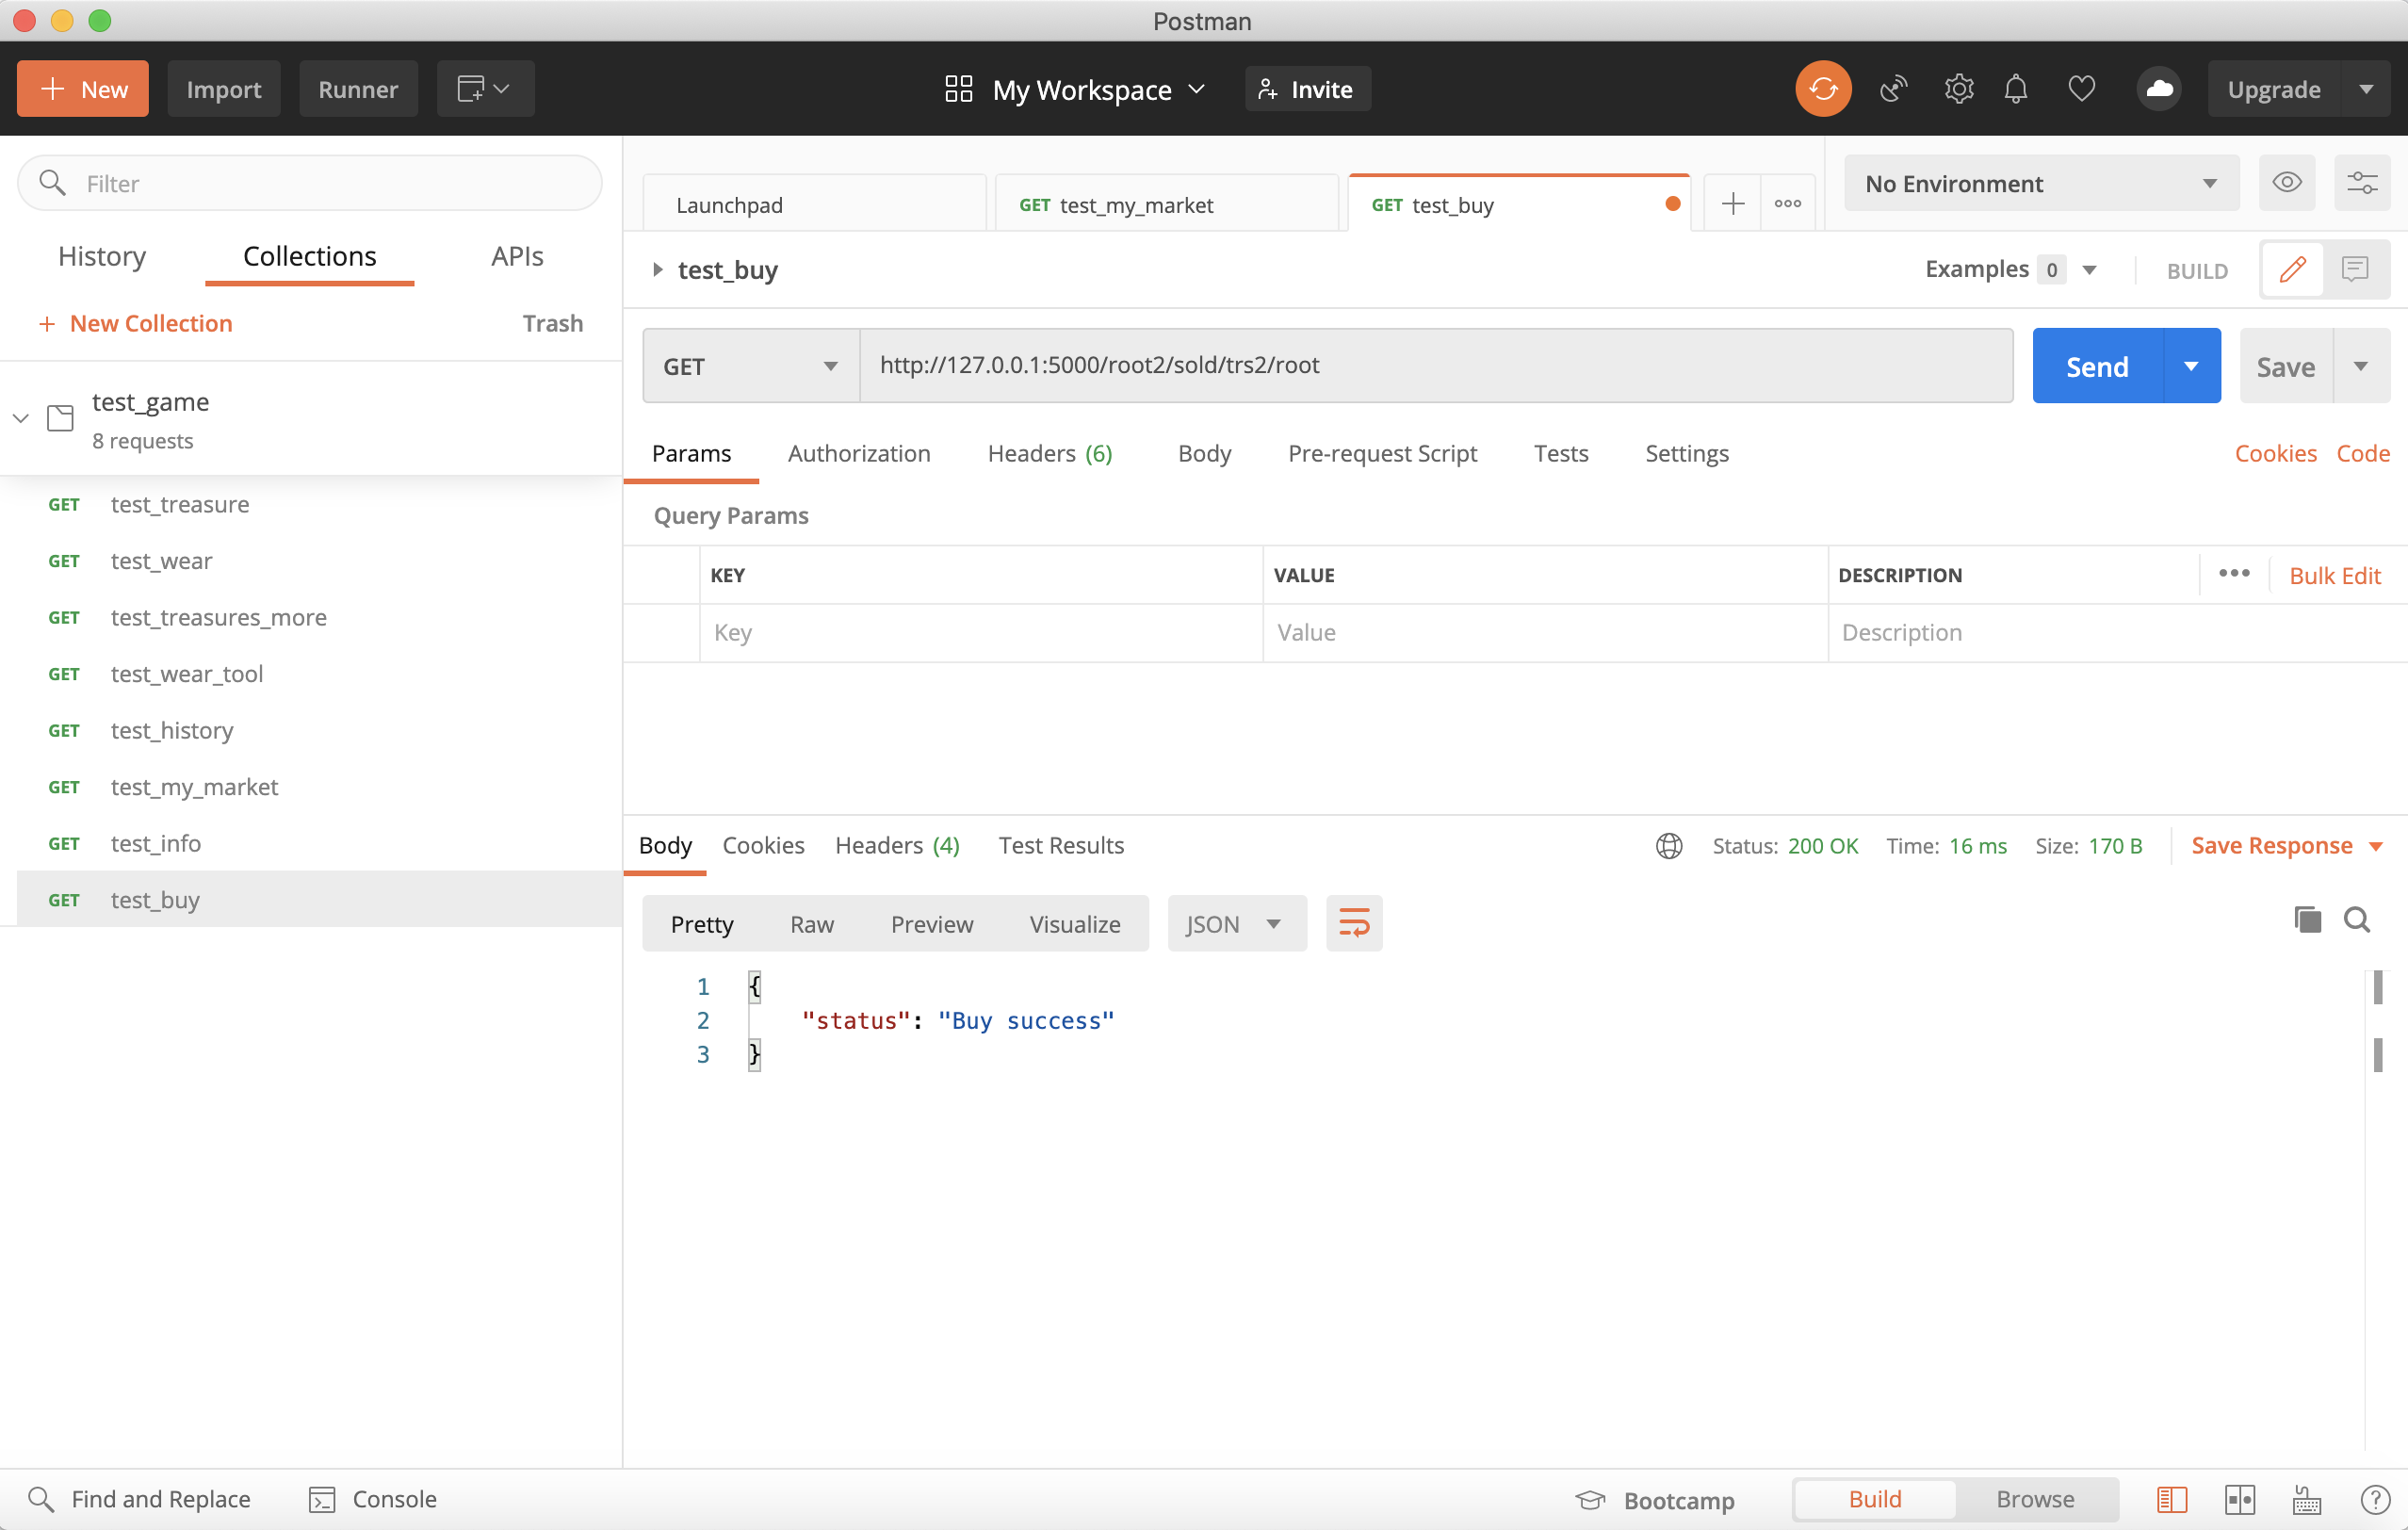 Postman
New
Import
Runner
My Workspace
Invite
Upgrade
Filter
History
Collections
APIs
New Collection
Trash
test_game
8 requests
GET test_treasure
GET test_wear
GET test_treasures_more
GET test_wear_tool
GET test_history
GET test_my_market
GET test_info
GET test_buy
Launchpad
GET test_my_market
GET test_buy
No Environment
test_buy
Examples 0
BUILD
GET
http://127.0.0.1:5000/root2/sold/trs2/root
Send
Save
Params
Authorization
Headers (6)
Body
Pre-request Script
Tests
Settings
Cookies
Code
Query Params
KEY
VALUE
DESCRIPTION
Bulk Edit
Key
Value
Description
Body
Cookies
Headers (4)
Test Results
Status: 200 OK
Time: 16 ms
Size: 170 B
Save Response
Pretty
Raw
Preview
Visualize
JSON
1 {
2 "status": "Buy success"
3 }
Find and Replace
Console
Bootcamp
Build
Browse